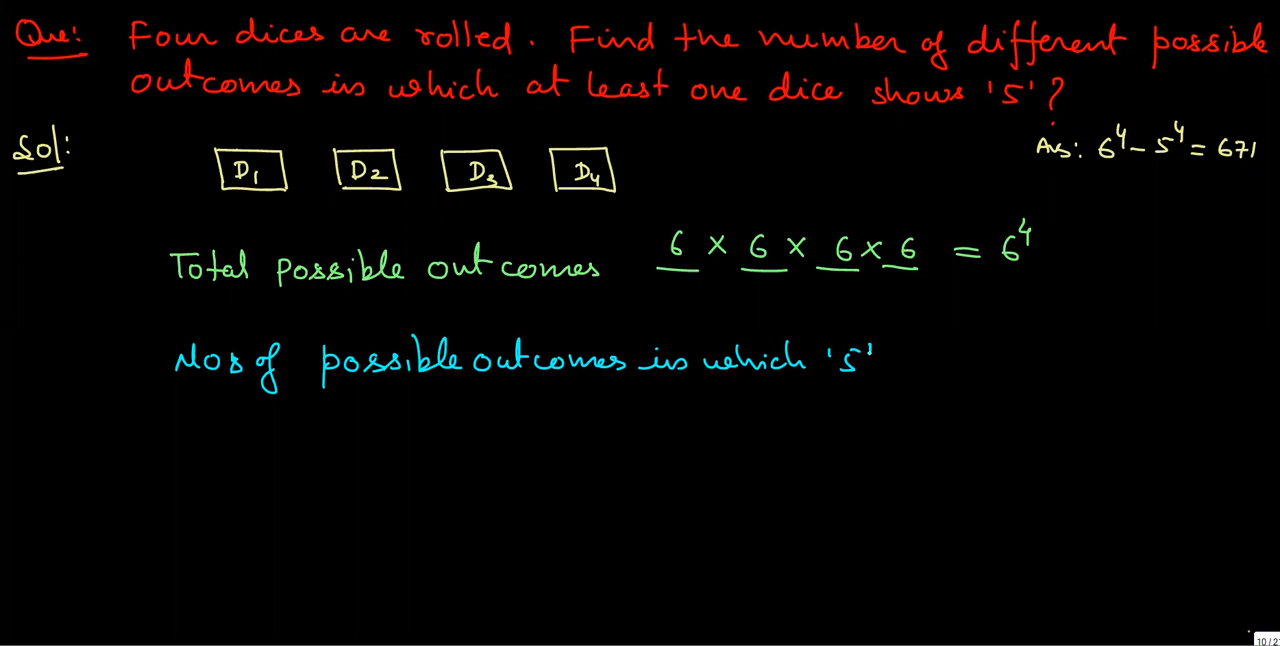 Que: Four dices are rolled. Find the number of different possible
outcomes in which at least one dice shows '5'?
Sol:
Ans: 6⁴ - 5⁴ = 671
D₁ D₂ D₃ D₄
Total possible outcomes 6 × 6 × 6 × 6 = 6⁴
Nos of possible outcomes in which '5'
10 / 21